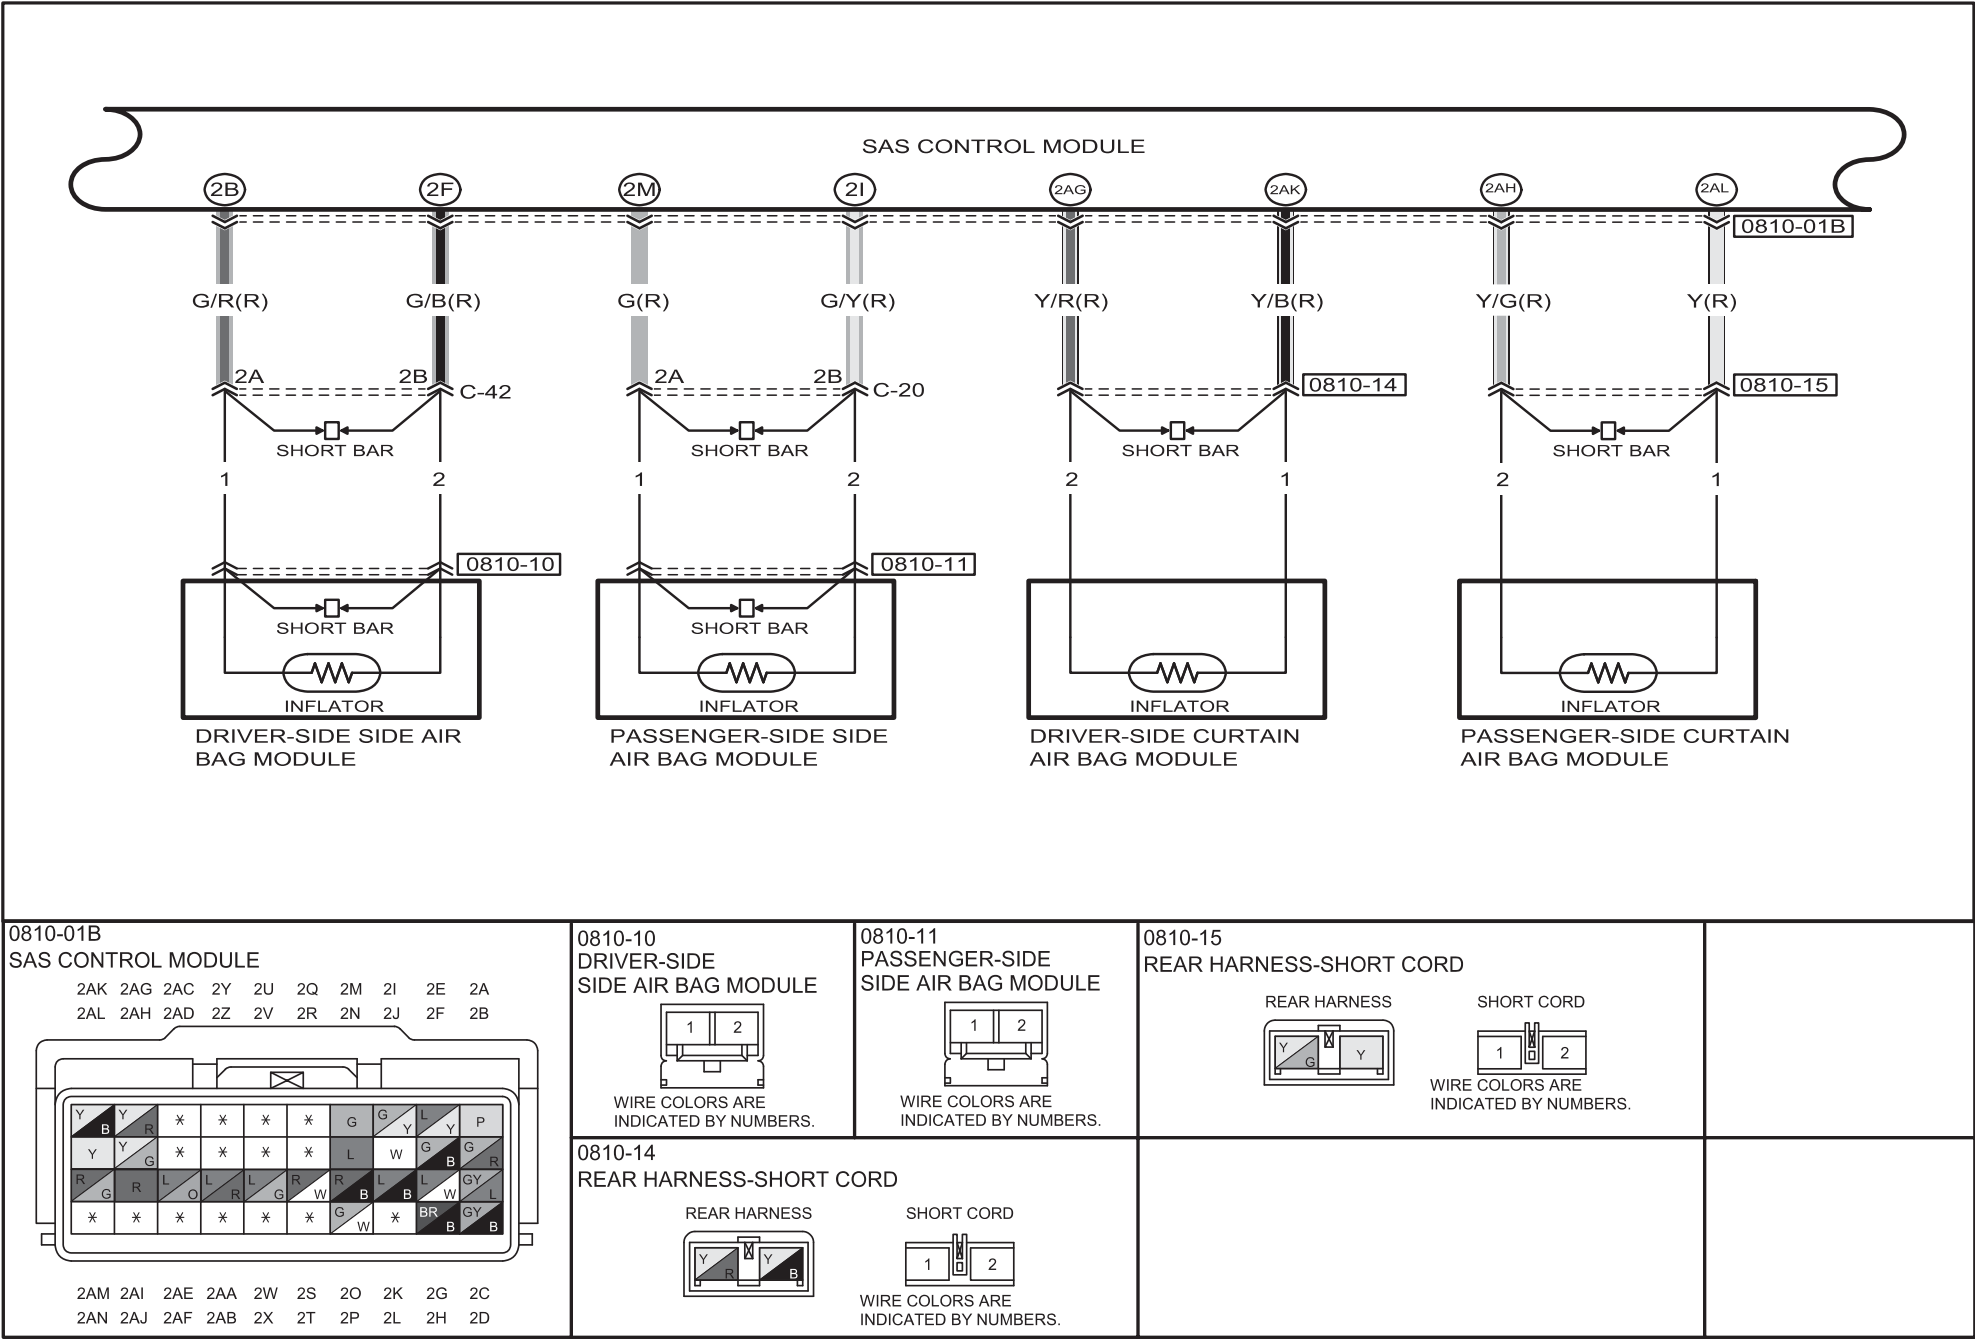 SAS CONTROL MODULE
2B 2F 2M 2I 2AG 2AK 2AH 2AL
0810-01B
G/R(R) G/B(R) G(R) G/Y(R) Y/R(R) Y/B(R) Y/G(R) Y(R)
2A 2B C-42 2A 2B C-20 0810-14 0810-15
SHORT BAR SHORT BAR SHORT BAR SHORT BAR
1 2 1 2 2 1 2 1
0810-10 0810-11
SHORT BAR SHORT BAR
INFLATOR INFLATOR INFLATOR INFLATOR
DRIVER-SIDE SIDE AIR
BAG MODULE
PASSENGER-SIDE SIDE
AIR BAG MODULE
DRIVER-SIDE CURTAIN
AIR BAG MODULE
PASSENGER-SIDE CURTAIN
AIR BAG MODULE
0810-01B
SAS CONTROL MODULE
2AK 2AG 2AC 2Y 2U 2Q 2M 2I 2E 2A
2AL 2AH 2AD 2Z 2V 2R 2N 2J 2F 2B
Y B Y R * * * * G G Y L Y P
Y Y G * * * * L W G B G R
R G R L O L R L G R W R B L B L W GY L
* * * * * * G W * BR B GY B
2AM 2AI 2AE 2AA 2W 2S 2O 2K 2G 2C
2AN 2AJ 2AF 2AB 2X 2T 2P 2L 2H 2D
0810-10
DRIVER-SIDE
SIDE AIR BAG MODULE
1 2
WIRE COLORS ARE
INDICATED BY NUMBERS.
0810-11
PASSENGER-SIDE
SIDE AIR BAG MODULE
1 2
WIRE COLORS ARE
INDICATED BY NUMBERS.
0810-15
REAR HARNESS-SHORT CORD
REAR HARNESS SHORT CORD
Y G Y 1 2
WIRE COLORS ARE
INDICATED BY NUMBERS.
0810-14
REAR HARNESS-SHORT CORD
REAR HARNESS SHORT CORD
Y R Y B 1 2
WIRE COLORS ARE
INDICATED BY NUMBERS.